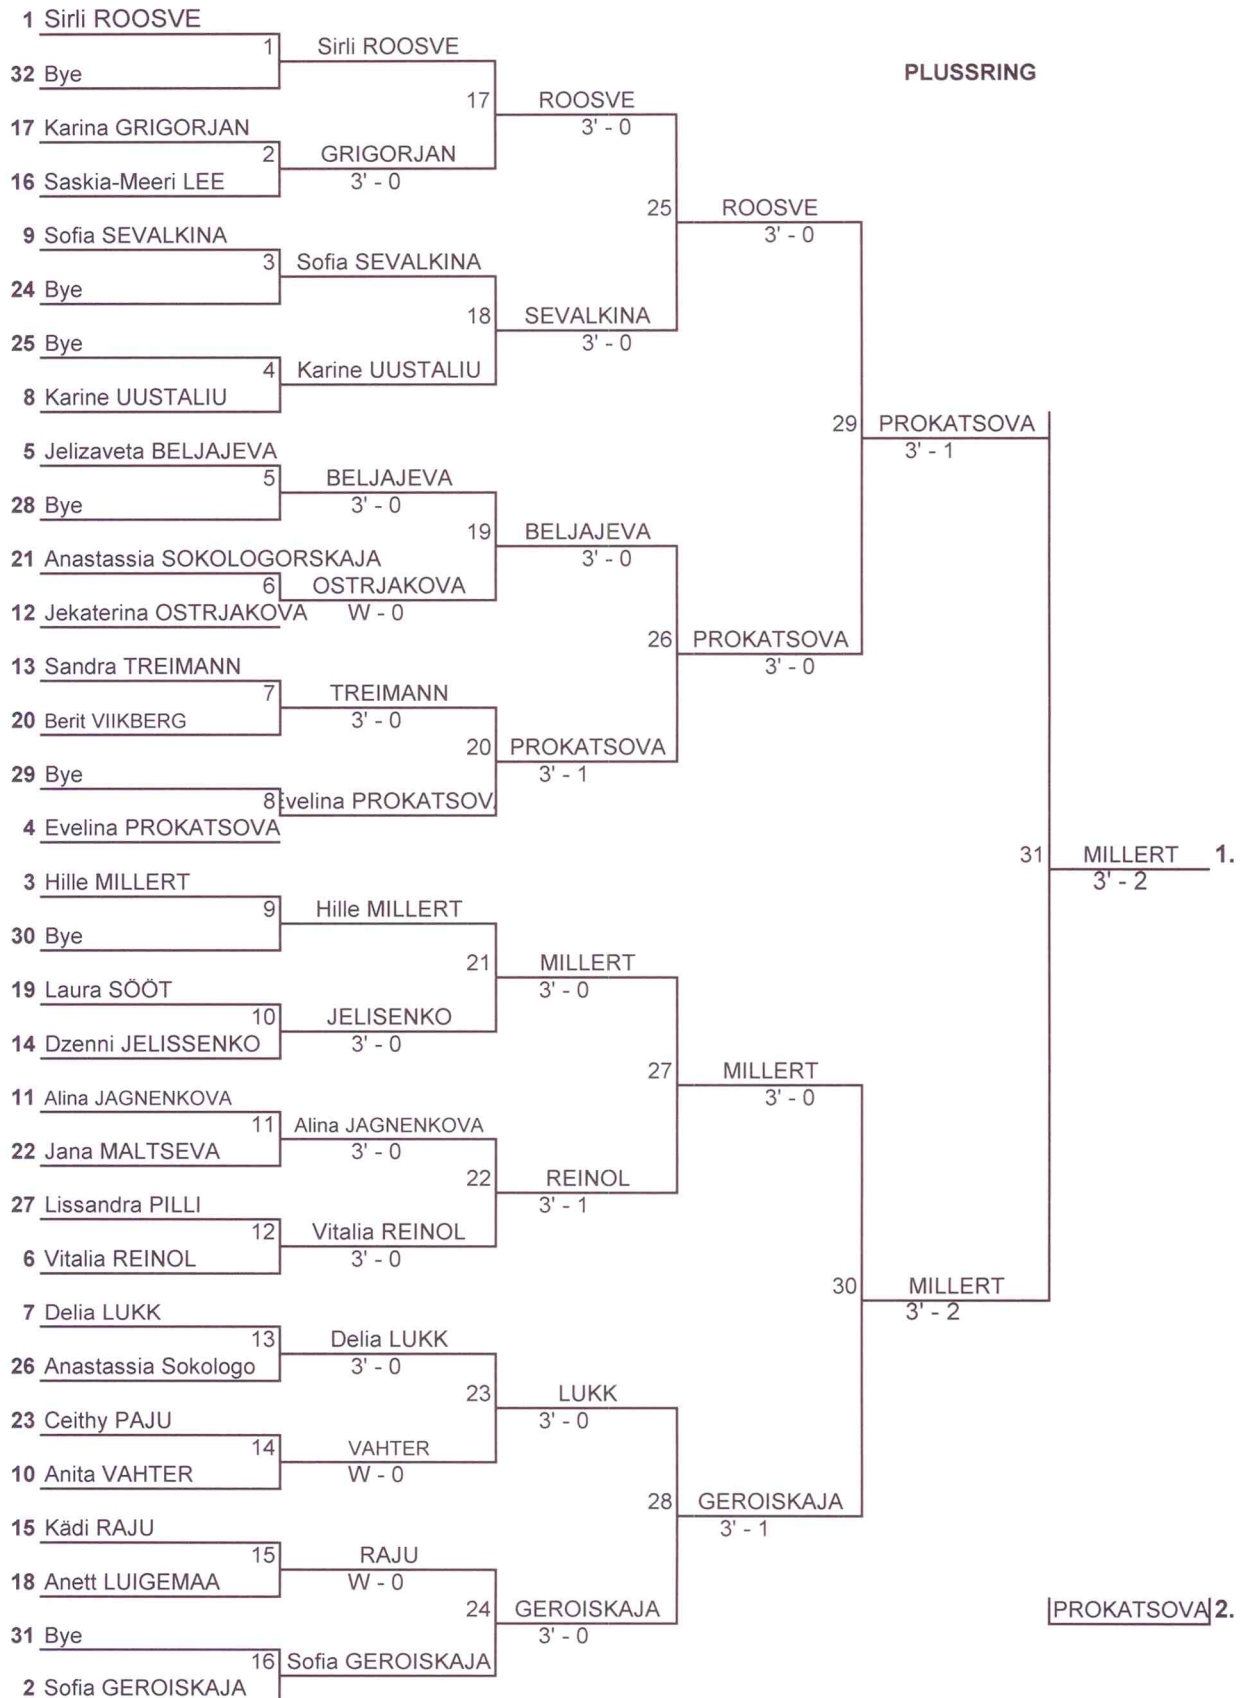 1 Sirli ROOSVE
1 Sirli ROOSVE
32 Bye
PLUSSRING
17 ROOSVE
3' - 0
17 Karina GRIGORJAN
2 GRIGORJAN
3' - 0
16 Saskia-Meeri LEE
25 ROOSVE
3' - 0
9 Sofia SEVALKINA
3 Sofia SEVALKINA
24 Bye
18 SEVALKINA
3' - 0
25 Bye
4 Karine UUSTALIU
8 Karine UUSTALIU
29 PROKATSOVA
3' - 1
5 Jelizaveta BELJAJEVA
5 BELJAJEVA
3' - 0
28 Bye
19 BELJAJEVA
3' - 0
21 Anastassia SOKOLOGORSKAJA
6 OSTRJAKOVA
W - 0
12 Jekaterina OSTRJAKOVA
26 PROKATSOVA
3' - 0
13 Sandra TREIMANN
7 TREIMANN
3' - 0
20 Berit VIIKBERG
20 PROKATSOVA
3' - 1
29 Bye
8 Evelina PROKATSOVA
4 Evelina PROKATSOVA
31 MILLERT 1.
3' - 2
3 Hille MILLERT
9 Hille MILLERT
30 Bye
21 MILLERT
3' - 0
19 Laura SÖÖT
10 JELISENKO
3' - 0
14 Dzenni JELISSENKO
27 MILLERT
3' - 0
11 Alina JAGNENKOVA
11 Alina JAGNENKOVA
3' - 0
22 Jana MALTSEVA
22 REINOL
3' - 1
27 Lissandra PILLI
12 Vitalia REINOL
3' - 0
6 Vitalia REINOL
30 MILLERT
3' - 2
7 Delia LUKK
13 Delia LUKK
3' - 0
26 Anastassia Sokologo
23 LUKK
3' - 0
23 Ceithy PAJU
14 VAHTER
W - 0
10 Anita VAHTER
28 GEROISKAJA
3' - 1
15 Kädi RAJU
15 RAJU
W - 0
18 Anett LUIGEMAA
24 GEROISKAJA
3' - 0
PROKATSOVA 2.
31 Bye
16 Sofia GEROISKAJA
2 Sofia GEROISKAJA